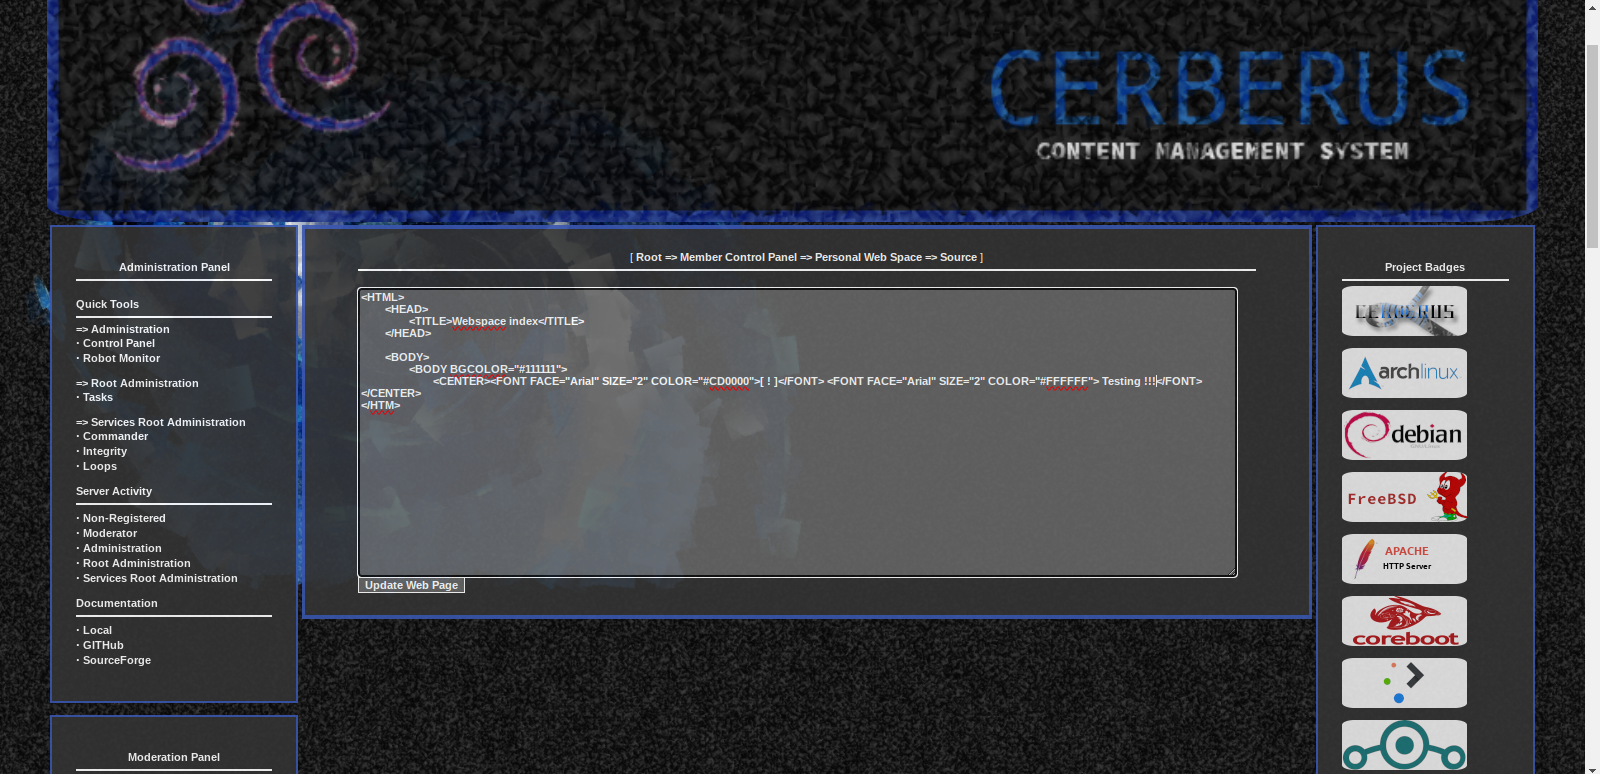 CERBERUS
CONTENT MANAGEMENT SYSTEM
Administration Panel
Quick Tools
=> Administration
· Control Panel
· Robot Monitor
=> Root Administration
· Tasks
=> Services Root Administration
· Commander
· Integrity
· Loops
Server Activity
· Non-Registered
· Moderator
· Administration
· Root Administration
· Services Root Administration
Documentation
· Local
· GITHub
· SourceForge
Moderation Panel
[ Root => Member Control Panel => Personal Web Space => Source ]
<HTML>
<HEAD>
<TITLE>Webspace index</TITLE>
</HEAD>
<BODY>
<BODY BGCOLOR="#111111">
<CENTER><FONT FACE="Arial" SIZE="2" COLOR="#CD0000">[ ! ]</FONT> <FONT FACE="Arial" SIZE="2" COLOR="#FFFFFF"> Testing !!!</FONT>
</CENTER>
</HTM>
Update Web Page
Project Badges
CERBERUS
archlinux
debian
FreeBSD
APACHE
HTTP Server
coreboot